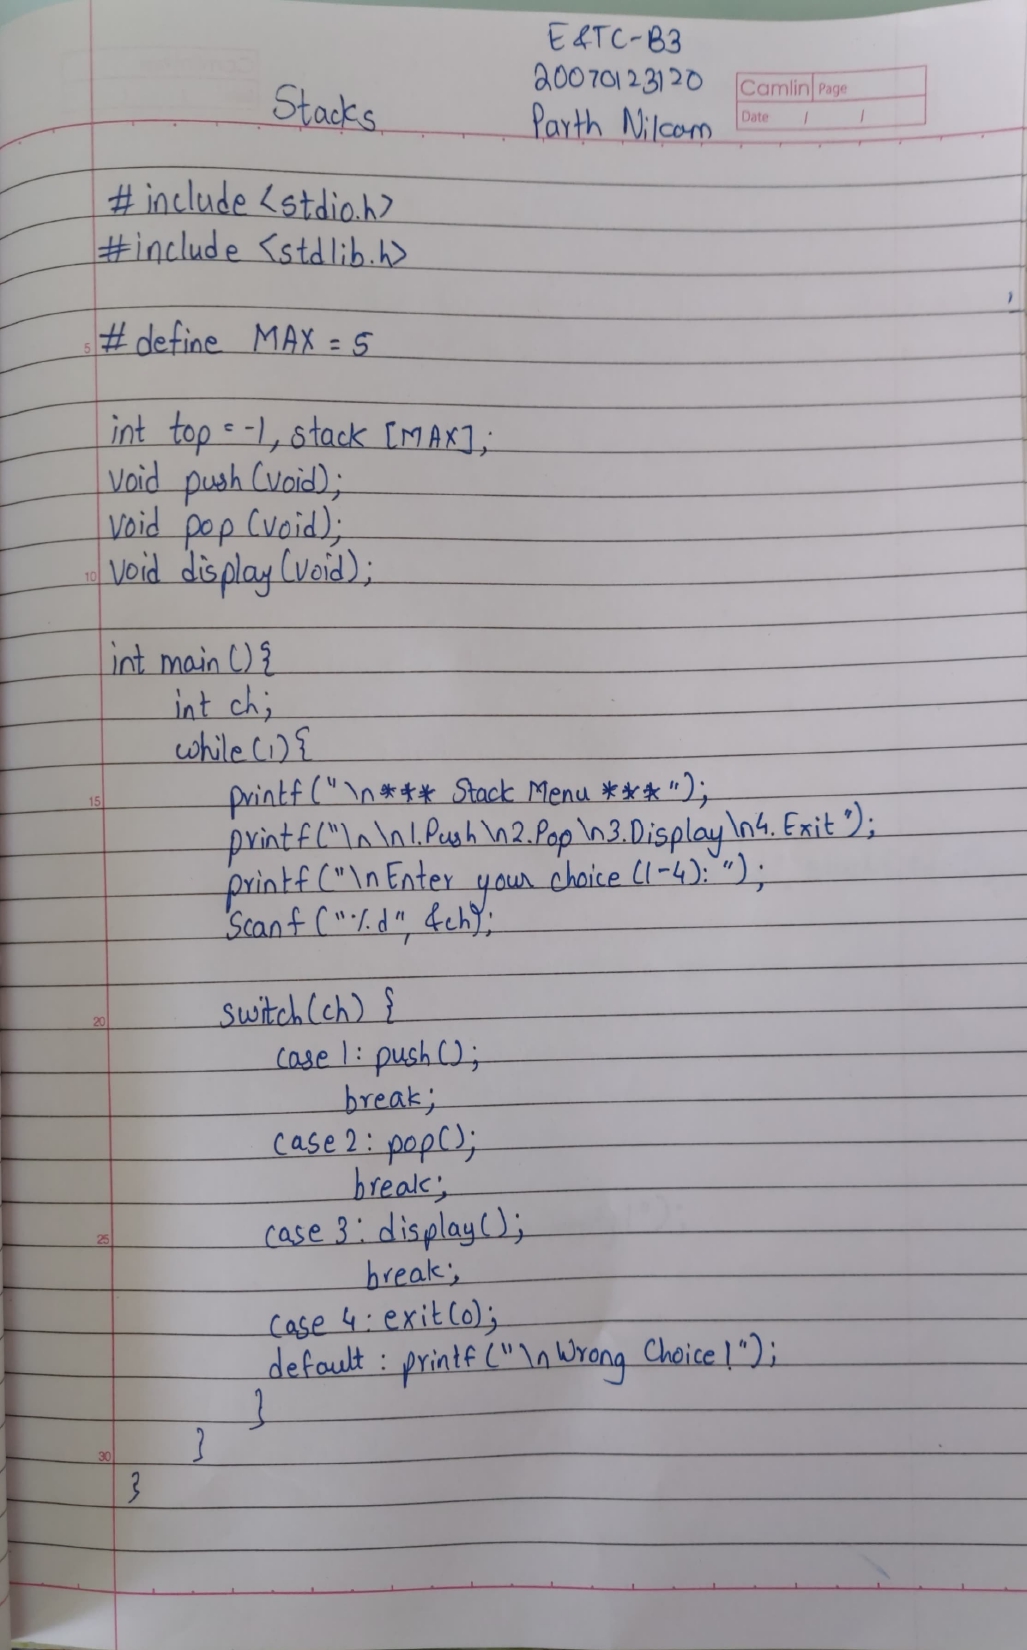 E&TC-B3
20070123120
Stacks
Parth Nilcam
Camlin Page
Date / /
# include <stdio.h>
#include <stdlib.h>
5 # define MAX = 5
int top = -1, stack [MAX];
void push (void);
void pop (void);
10 void display (void);
int main () {
int ch;
while (1) {
15 printf ("\n*** Stack Menu ***");
printf ("\n\n1.Push\n2.Pop\n3.Display\n4. Exit");
printf ("\nEnter your choice (1-4): ");
Scanf ("%d", &ch);
20 switch (ch) {
case 1: push ();
break;
case 2: pop();
break;
25 case 3: display();
break;
case 4: exit(0);
default : printf ("\nWrong Choice!");
}
30 }
}